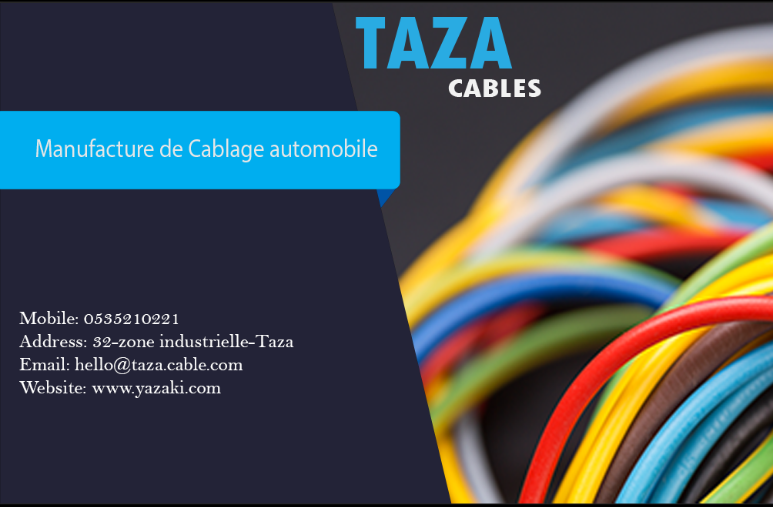 TAZA
CABLES
Manufacture de Cablage automobile
Mobile: 0535210221
Address: 32-zone industrielle-Taza
Email: hello@taza.cable.com
Website: www.yazaki.com